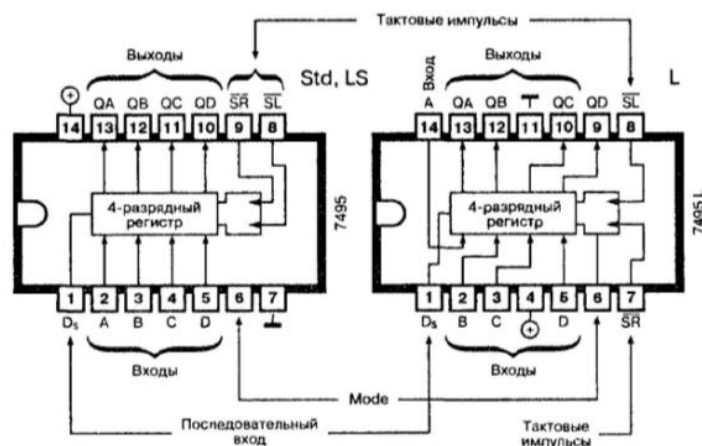 Тактовые импульсы
Выходы
Std, LS
QA QB QC QD SR SL
14 13 12 11 10 9 8
4-разрядный
регистр
7495
1 2 3 4 5 6 7
Ds A B C D
Входы
Вход
A
Выходы
L
QA QB QC QD SL
14 13 12 11 10 9 8
4-разрядный
регистр
7495 L
1 2 3 4 5 6 7
Ds B C D SR
Входы
Mode
Последовательный
вход
Тактовые
импульсы